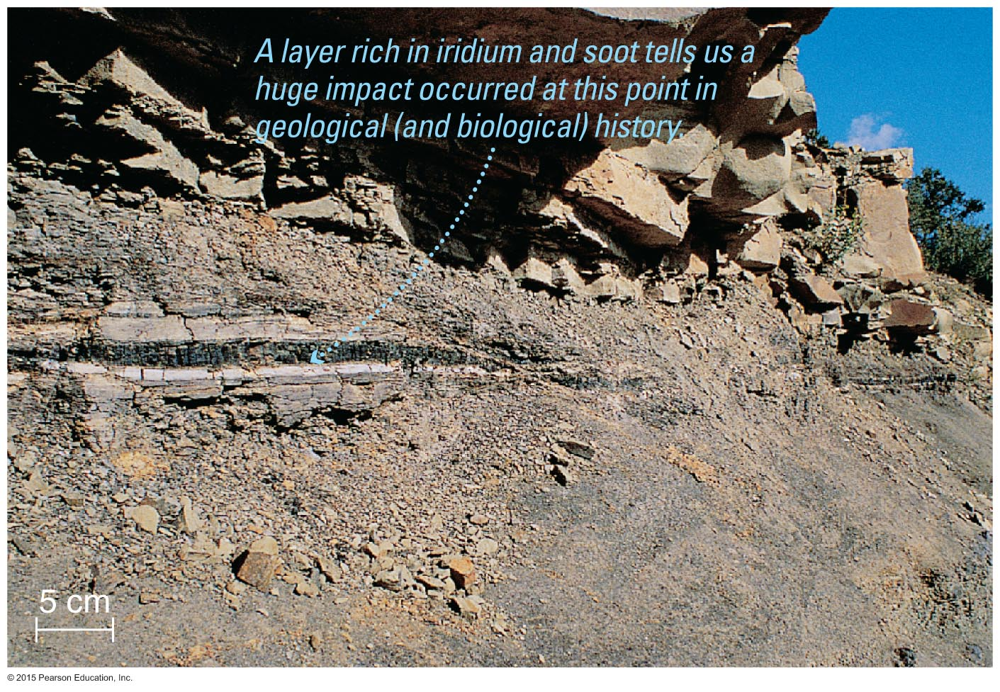 A layer rich in iridium and soot tells us a
huge impact occurred at this point in
geological (and biological) history.
5 cm
© 2015 Pearson Education, Inc.